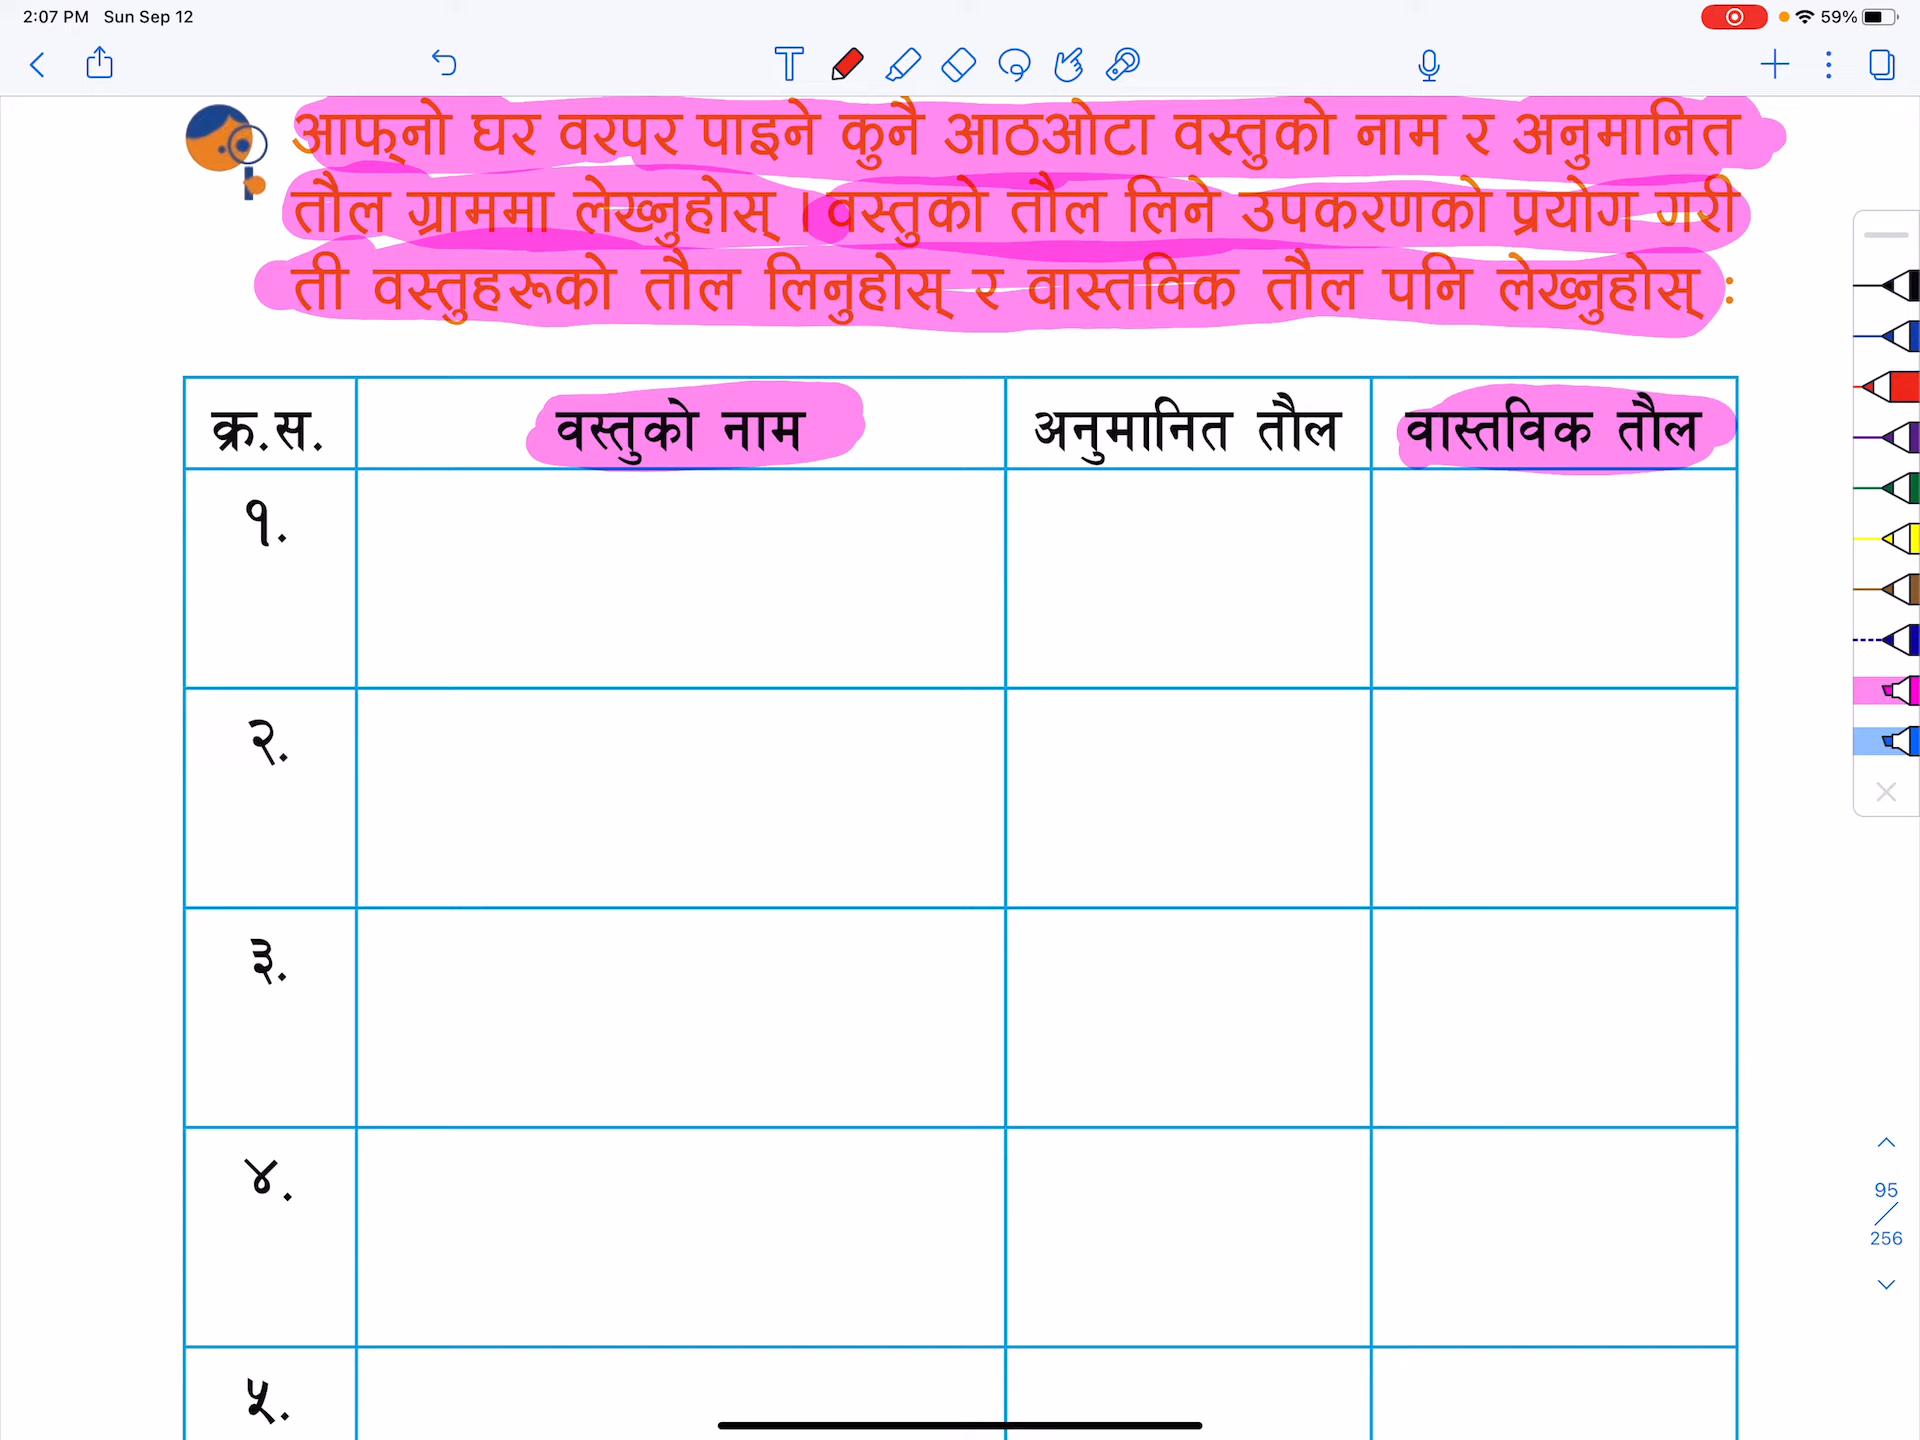 2:07 PM Sun Sep 12
59%
आफ्नो घर वरपर पाइने कुनै आठओटा वस्तुको नाम र अनुमानित
तौल ग्राममा लेख्नुहोस् । वस्तुको तौल लिने उपकरणको प्रयोग गरी
ती वस्तुहरूको तौल लिनुहोस् र वास्तविक तौल पनि लेख्नुहोस् :
क्र.स. वस्तुको नाम अनुमानित तौल वास्तविक तौल
१.
२.
३.
४.
५.
95
/
256